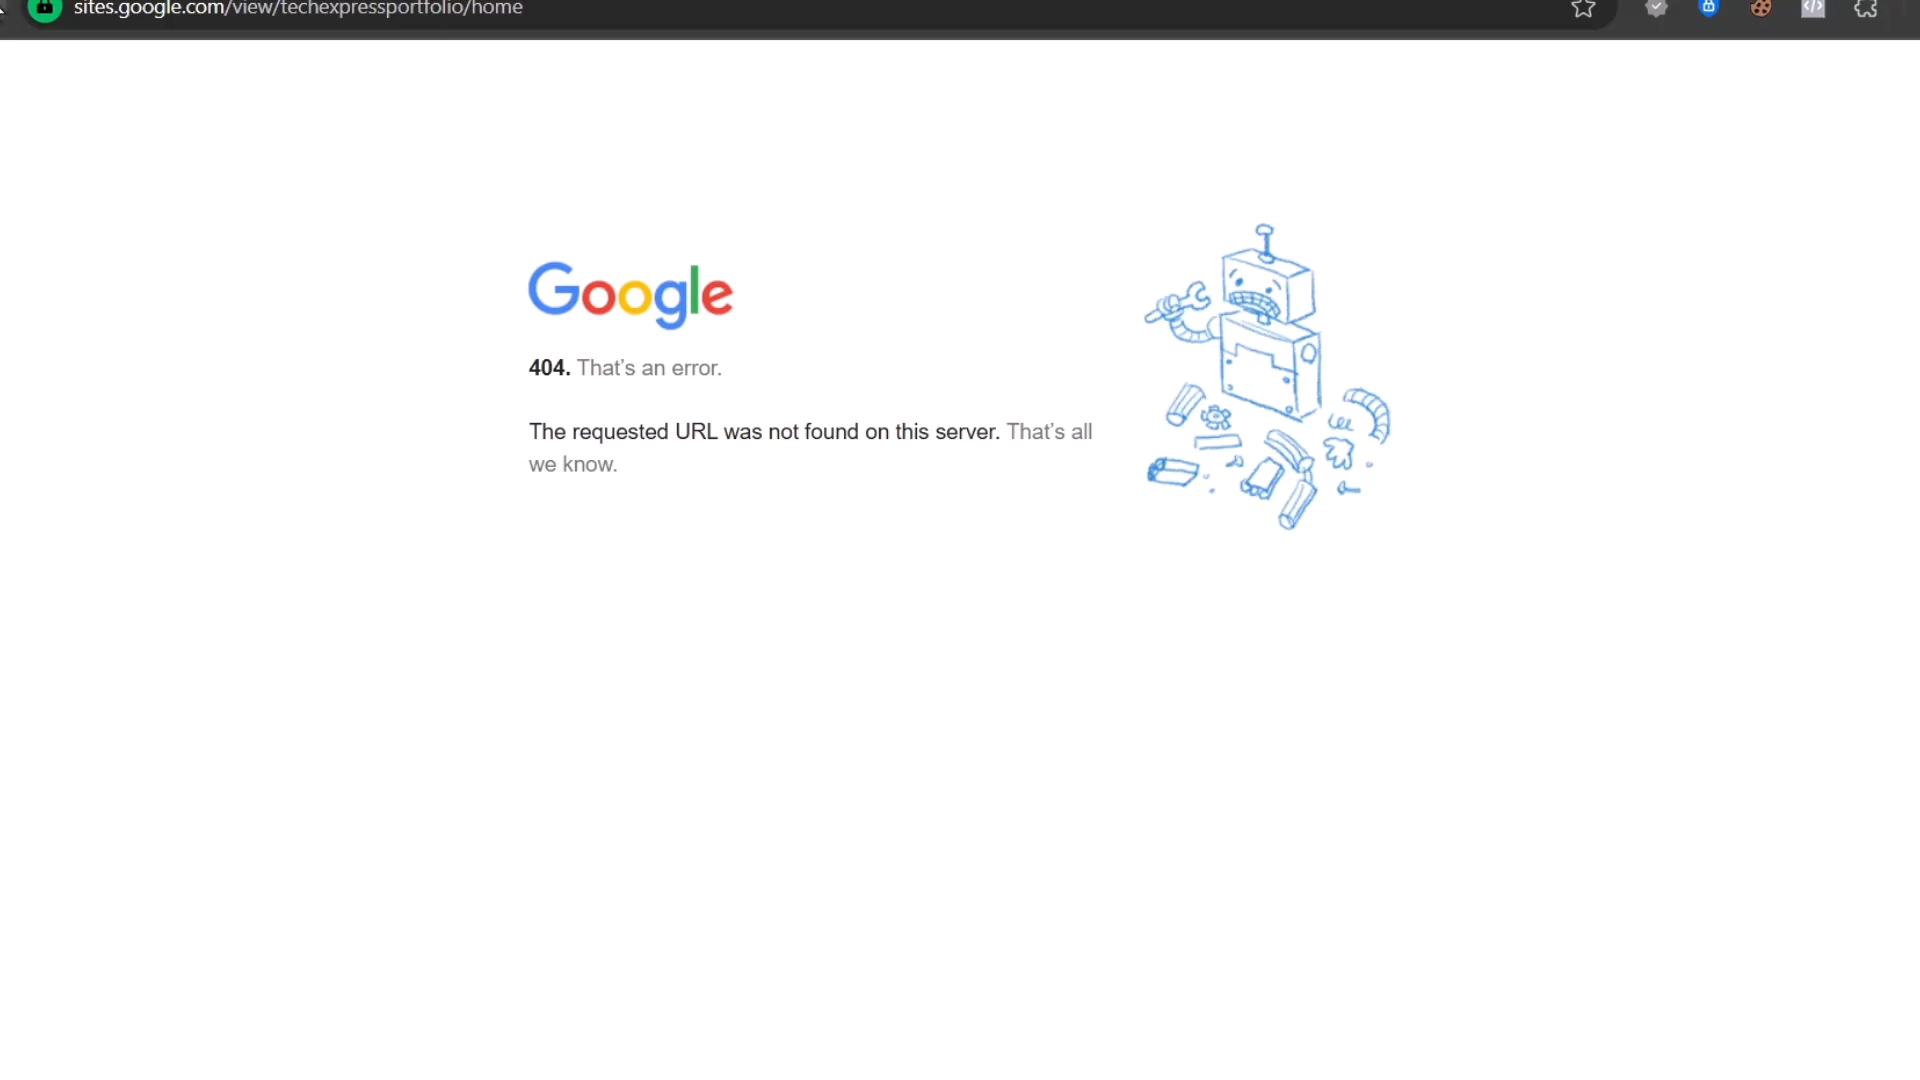 sites.google.com/view/techexpressportfolio/home
Google
404. That's an error.
The requested URL was not found on this server. That's all
we know.